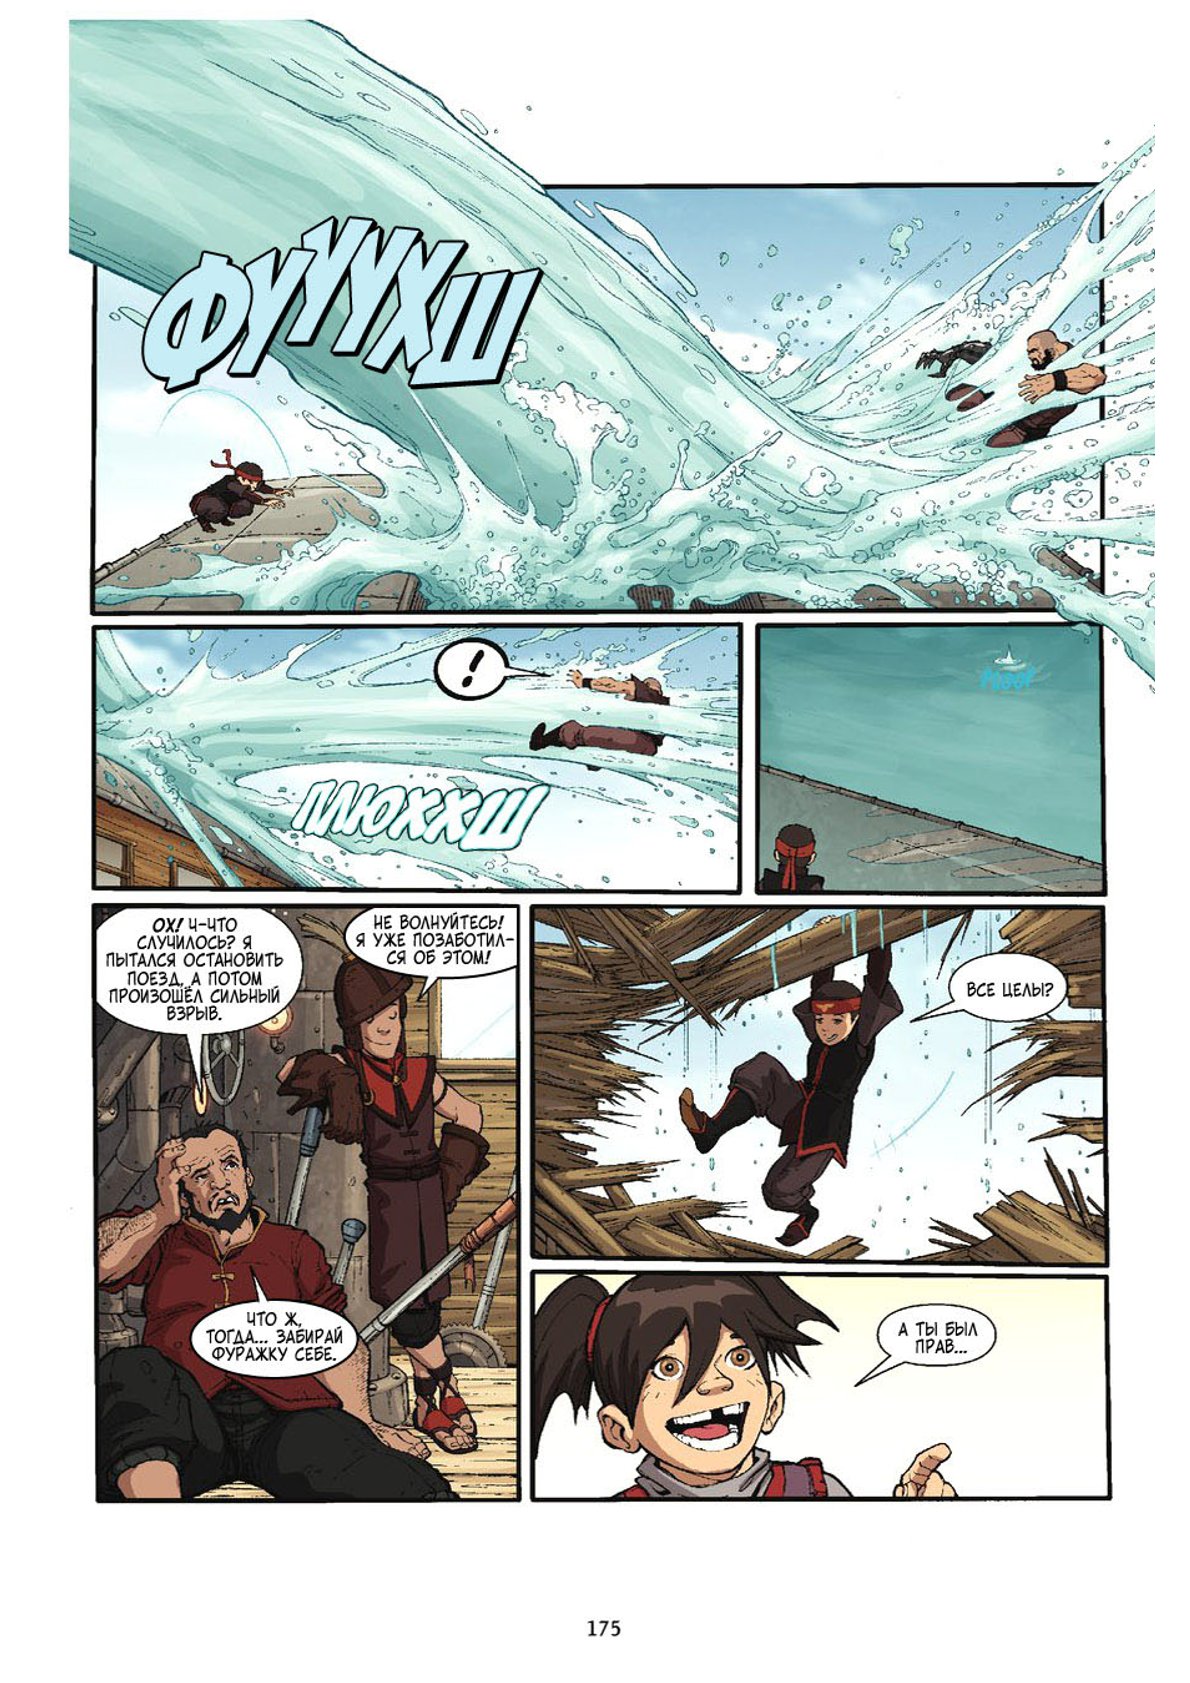 ФУУУУХШ
!
ПЛЮХХШ
ОХ! Ч-ЧТО
СЛУЧИЛОСЬ? Я
ПЫТАЛСЯ ОСТАНОВИТЬ
ПОЕЗД, А ПОТОМ
ПРОИЗОШЁЛ СИЛЬНЫЙ
ВЗРЫВ.
НЕ ВОЛНУЙТЕСЬ!
Я УЖЕ ПОЗАБОТИЛ-
СЯ ОБ ЭТОМ!
ЧТО Ж,
ТОГДА... ЗАБИРАЙ
ФУРАЖКУ СЕБЕ.
ВСЕ ЦЕЛЫ?
А ТЫ БЫЛ
ПРАВ...
175